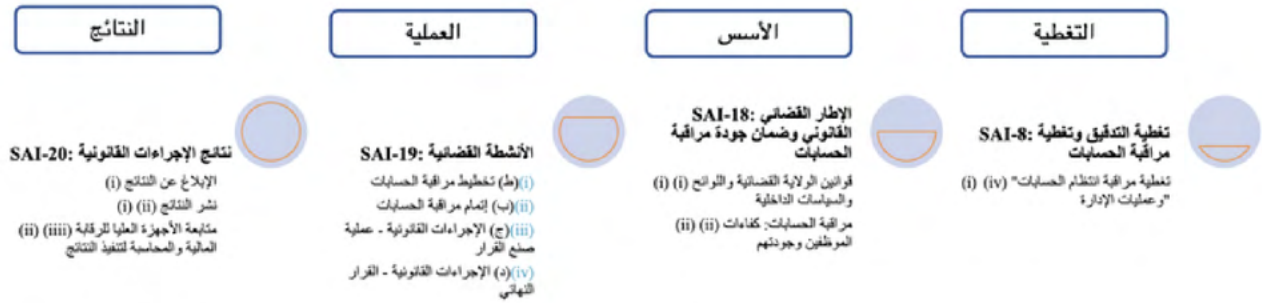 التغطية
SAI-8: تغطية التدقيق وتغطية
مراقبة الحسابات
(i) (iv) تغطية مراقبة انتظام الحسابات"
"وعمليات الإدارة
الأسس
SAI-18: الإطار القضائي
القانوني وضمان جودة مراقبة
الحسابات
(i) (i) قوانين الولاية القضائية واللوائح
والسياسات الداخلية
(ii) (ii) مراقبة الحسابات: كفاءات
الموظفين وجودتهم
العملية
SAI-19: الأنشطة القضائية
(i)(ط) تخطيط مراقبة الحسابات
(ii)(ب) إتمام مراقبة الحسابات
(iii)(ج) الإجراءات القانونية - عملية
صنع القرار
(iv)(د) الإجراءات القانونية - القرار
النهائي
النتائج
SAI-20: نتائج الإجراءات القانونية
(i) الإبلاغ عن النتائج
(i) (ii) نشر النتائج
(ii) (iiii) متابعة الأجهزة العليا للرقابة
المالية والمحاسبة لتنفيذ النتائج